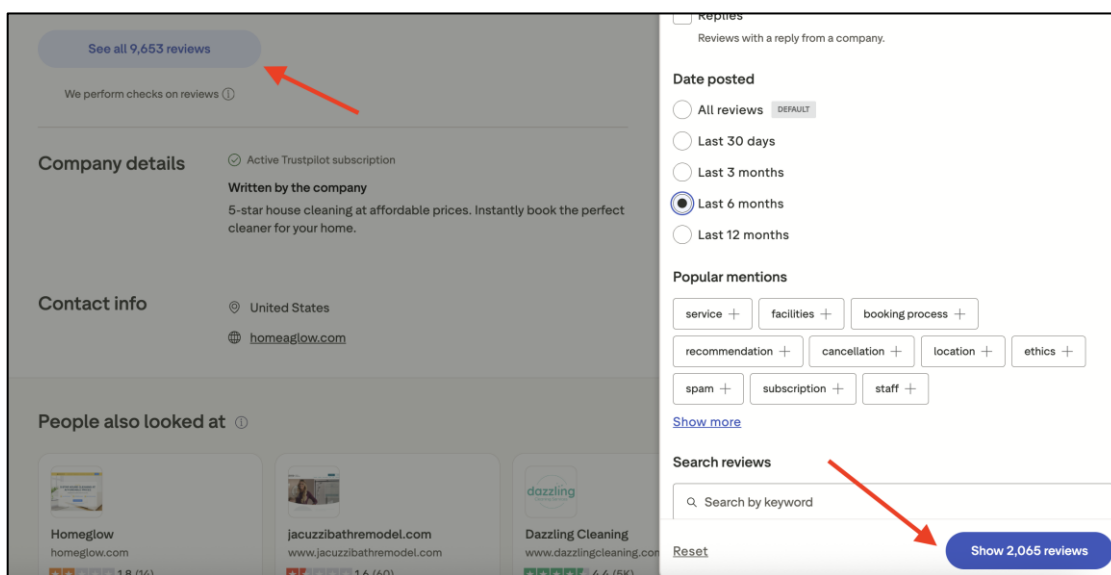 See all 9,653 reviews
We perform checks on reviews
Company details
Active Trustpilot subscription
Written by the company
5-star house cleaning at affordable prices. Instantly book the perfect
cleaner for your home.
Contact info
United States
homeaglow.com
People also looked at
Homeglow
homeglow.com
1.8 (14)
jacuzzibathremodel.com
www.jacuzzibathremodel.com
1.6 (60)
dazzling
Dazzling Cleaning
www.dazzlingcleaning.con
4.4 (5K)
Replies
Reviews with a reply from a company.
Date posted
All reviews DEFAULT
Last 30 days
Last 3 months
Last 6 months
Last 12 months
Popular mentions
service + facilities + booking process +
recommendation + cancellation + location + ethics +
spam + subscription + staff +
Show more
Search reviews
Search by keyword
Reset
Show 2,065 reviews